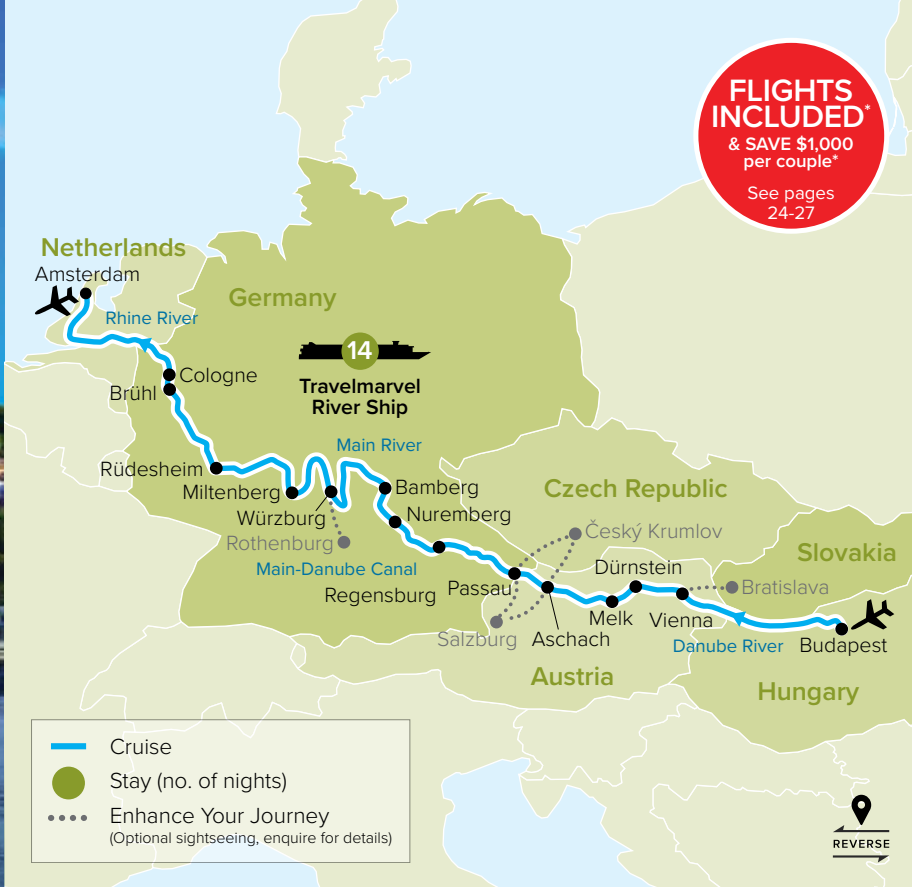 FLIGHTS
INCLUDED*
& SAVE $1,000
per couple*
See pages
24-27
Netherlands
Amsterdam
Germany
Rhine River
14
Travelmarvel
River Ship
Cologne
Brühl
Main River
Rüdesheim
Miltenberg
Bamberg
Czech Republic
Würzburg
Nuremberg
Český Krumlov
Rothenburg
Slovakia
Main-Danube Canal
Dürnstein
Regensburg
Passau
Bratislava
Salzburg
Aschach
Melk
Vienna
Danube River
Budapest
Austria
Hungary
Cruise
Stay (no. of nights)
Enhance Your Journey
(Optional sightseeing, enquire for details)
REVERSE